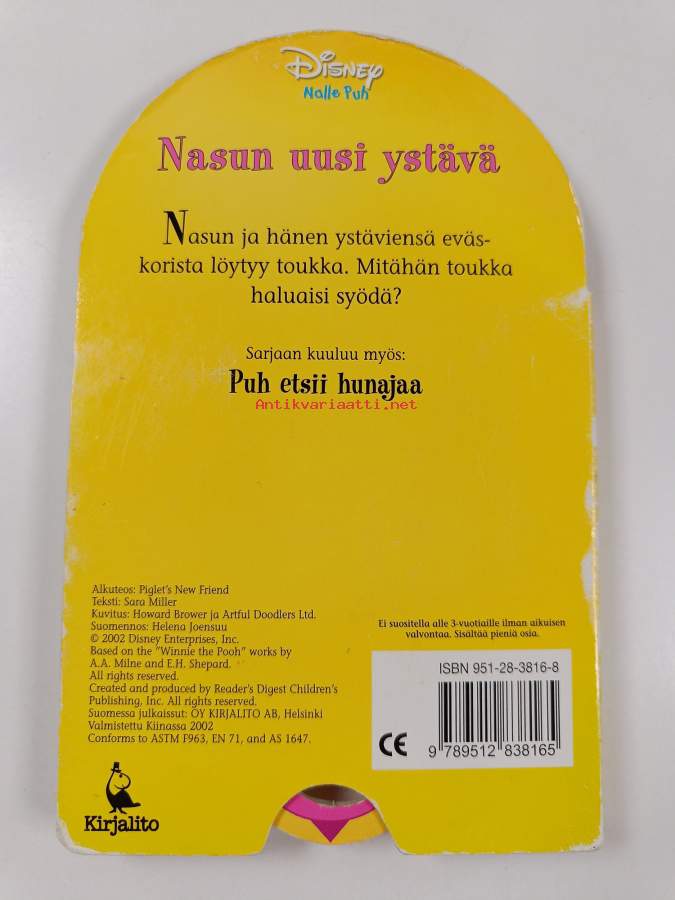 Disney
Nalle Puh
Nasun uusi ystävä
Nasun ja hänen ystäviensä eväs-
korista löytyy toukka. Mitähän toukka
haluaisi syödä?
Sarjaan kuuluu myös:
Puh etsii hunajaa
Antikvariaatti.net
Alkuteos: Piglet's New Friend
Teksti: Sara Miller
Kuvitus: Howard Brower ja Artful Doodlers Ltd.
Suomennos: Helena Joensuu
© 2002 Disney Enterprises, Inc.
Based on the "Winnie the Pooh" works by
A.A. Milne and E.H. Shepard.
All rights reserved.
Created and produced by Reader's Digest Children's
Publishing, Inc. All rights reserved.
Suomessa julkaissut: OY KIRJALITO AB, Helsinki
Valmistettu Kiinassa 2002
Conforms to ASTM F963, EN 71, and AS 1647.
Kirjalito
Ei suositella alle 3-vuotiaille ilman aikuisen
valvontaa. Sisältää pieniä osia.
ISBN 951-28-3816-8
CE
9 789512 838165